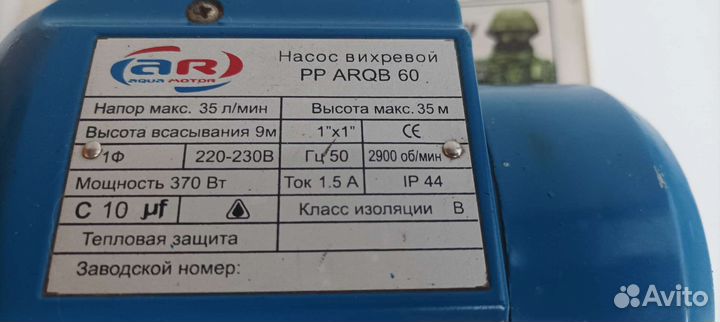 aR
AQUA MOTOR
Насос вихревой
PP ARQB 60
Напор макс. 35 л/мин
Высота макс. 35 м
Высота всасывания 9м
1"x1"
CE
1Ф
220-230В
Гц 50
2900 об/мин
Мощность 370 Вт
Ток 1.5 А
IP 44
C 10 µf
Класс изоляции B
Тепловая защита
Заводской номер:
Avito